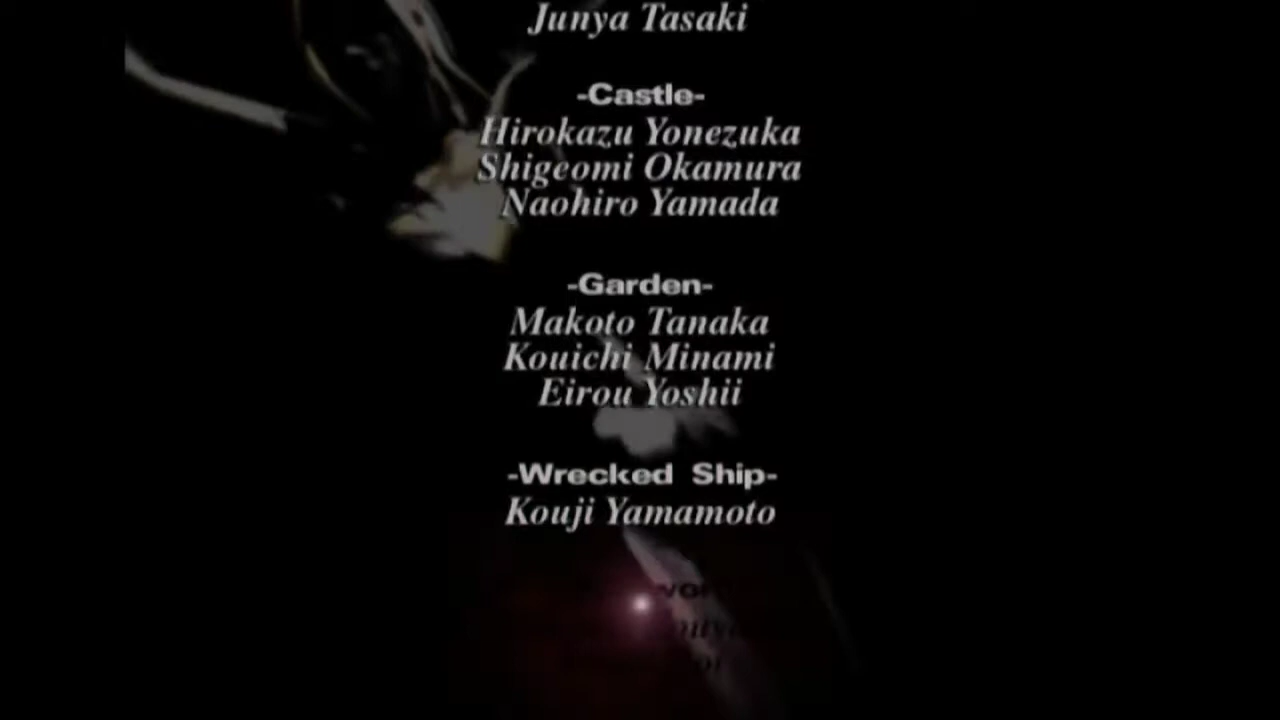 Junya Tasaki
-Castle-
Hirokazu Yonezuka
Shigeomi Okamura
Naohiro Yamada
-Garden-
Makoto Tanaka
Kouichi Minami
Eirou Yoshii
-Wrecked Ship-
Kouji Yamamoto